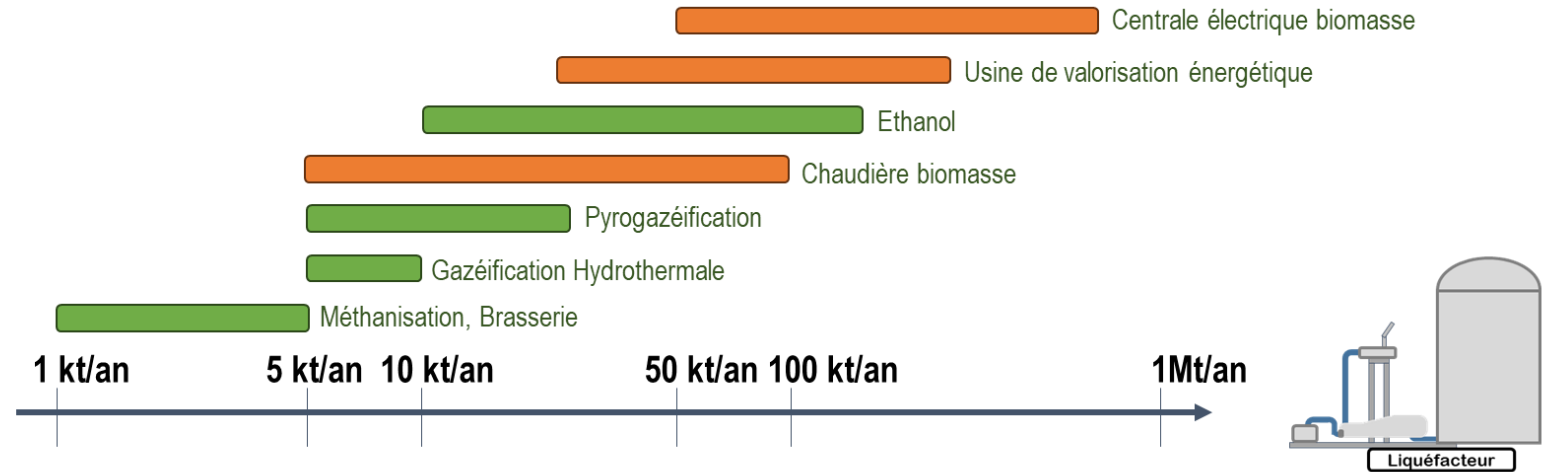 Centrale électrique biomasse
Usine de valorisation énergétique
Ethanol
Chaudière biomasse
Pyrogazéification
Gazéification Hydrothermale
Méthanisation, Brasserie
1 kt/an 5 kt/an 10 kt/an 50 kt/an 100 kt/an 1Mt/an
Liquéfacteur